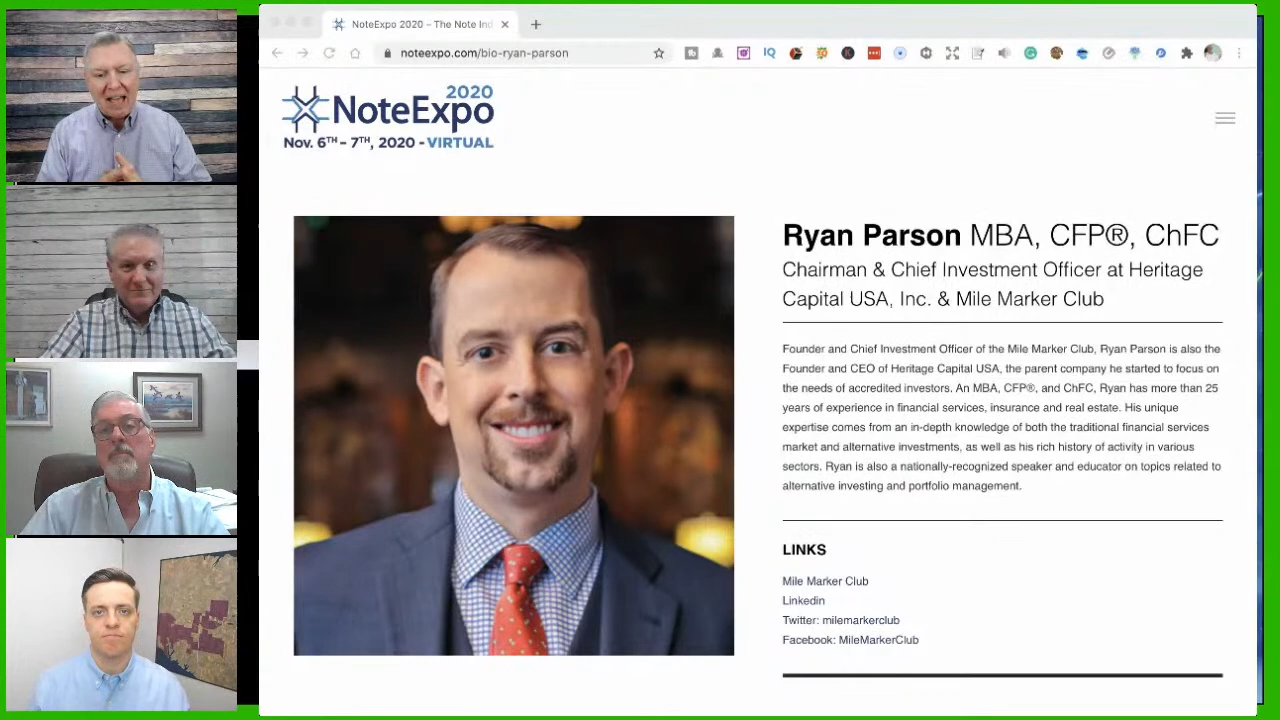 NoteExpo 2020 – The Note Ind
noteexpo.com/bio-ryan-parson
2020
NoteExpo
Nov. 6TH – 7TH, 2020 - VIRTUAL
Ryan Parson MBA, CFP®, ChFC
Chairman & Chief Investment Officer at Heritage
Capital USA, Inc. & Mile Marker Club
Founder and Chief Investment Officer of the Mile Marker Club, Ryan Parson is also the
Founder and CEO of Heritage Capital USA, the parent company he started to focus on
the needs of accredited investors. An MBA, CFP®, and ChFC, Ryan has more than 25
years of experience in financial services, insurance and real estate. His unique
expertise comes from an in-depth knowledge of both the traditional financial services
market and alternative investments, as well as his rich history of activity in various
sectors. Ryan is also a nationally-recognized speaker and educator on topics related to
alternative investing and portfolio management.
LINKS
Mile Marker Club
Linkedin
Twitter: milemarkerclub
Facebook: MileMarkerClub